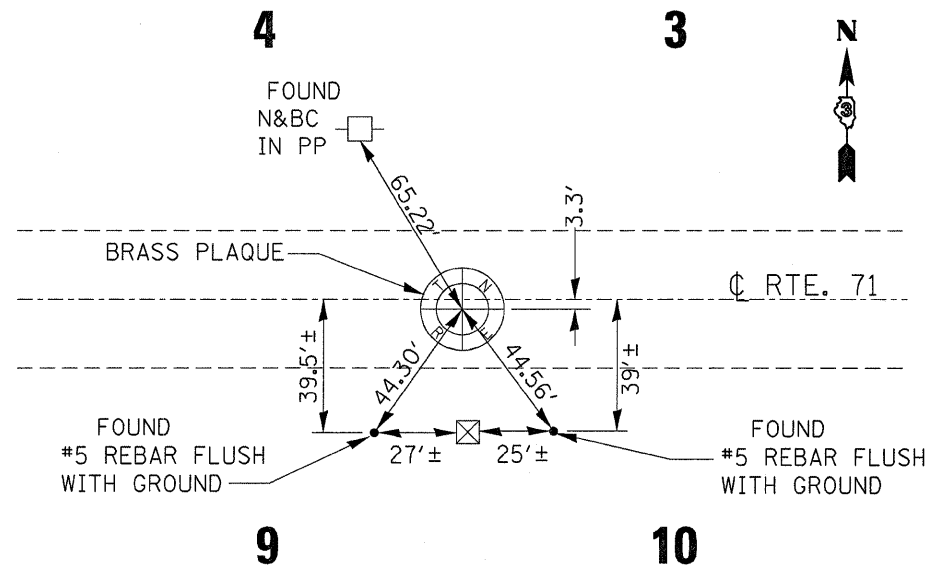 4
3
N
3
FOUND
N&BC
IN PP
65.22'
3.3'
BRASS PLAQUE
T N
R E
℄ RTE. 71
39.5'±
44.30'
44.56'
39'±
27'±
25'±
FOUND
#5 REBAR FLUSH
WITH GROUND
FOUND
#5 REBAR FLUSH
WITH GROUND
9
10